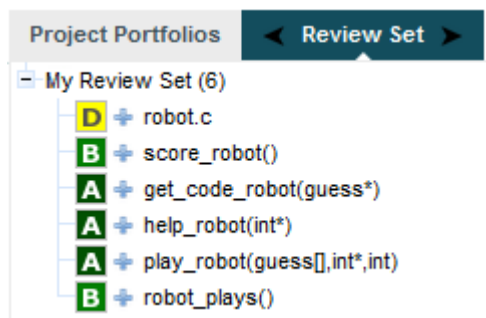 Project Portfolios Review Set
My Review Set (6)
D robot.c
B score_robot()
A get_code_robot(guess*)
A help_robot(int*)
A play_robot(guess[],int*,int)
B robot_plays()